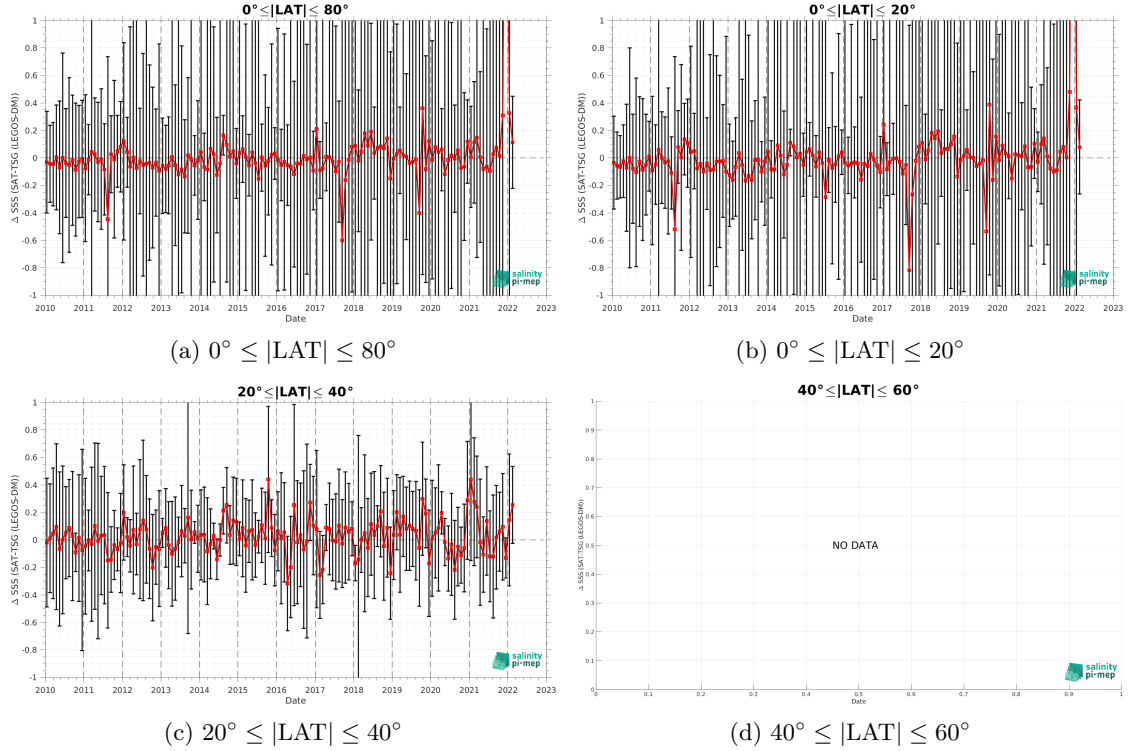 0°≤|LAT|≤ 80°
Δ SSS (SAT-TSG (LEGOS-DM))
1
0.8
0.6
0.4
0.2
0
-0.2
-0.4
-0.6
-0.8
-1
2010 2011 2012 2013 2014 2015 2016 2017 2018 2019 2020 2021 2022 2023
Date
salinity
pi-mep
(a) 0° ≤ |LAT| ≤ 80°
0°≤|LAT|≤ 20°
Δ SSS (SAT-TSG (LEGOS-DM))
1
0.8
0.6
0.4
0.2
0
-0.2
-0.4
-0.6
-0.8
-1
2010 2011 2012 2013 2014 2015 2016 2017 2018 2019 2020 2021 2022 2023
Date
salinity
pi-mep
(b) 0° ≤ |LAT| ≤ 20°
20°≤|LAT|≤ 40°
Δ SSS (SAT-TSG (LEGOS-DM))
1
0.8
0.6
0.4
0.2
0
-0.2
-0.4
-0.6
-0.8
-1
2010 2011 2012 2013 2014 2015 2016 2017 2018 2019 2020 2021 2022 2023
Date
salinity
pi-mep
(c) 20° ≤ |LAT| ≤ 40°
40°≤|LAT|≤ 60°
Δ SSS (SAT-TSG (LEGOS-DM))
1
0.9
0.8
0.7
0.6
0.5
0.4
0.3
0.2
0.1
0
NO DATA
0 0.1 0.2 0.3 0.4 0.5 0.6 0.7 0.8 0.9 1
Date
salinity
pi-mep
(d) 40° ≤ |LAT| ≤ 60°